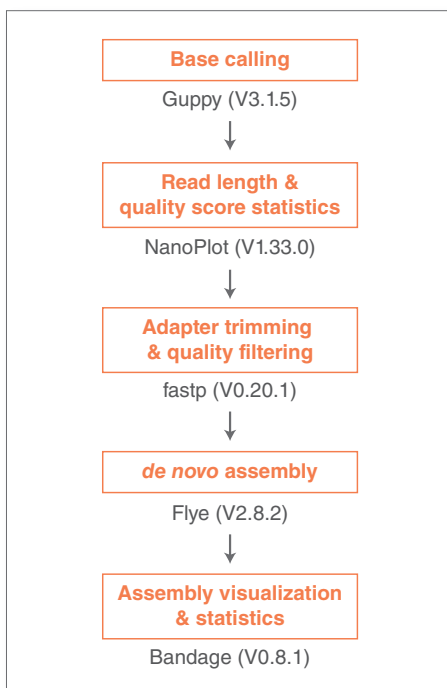 Base calling
Guppy (V3.1.5)
Read length &
quality score statistics
NanoPlot (V1.33.0)
Adapter trimming
& quality filtering
fastp (V0.20.1)
de novo assembly
Flye (V2.8.2)
Assembly visualization
& statistics
Bandage (V0.8.1)